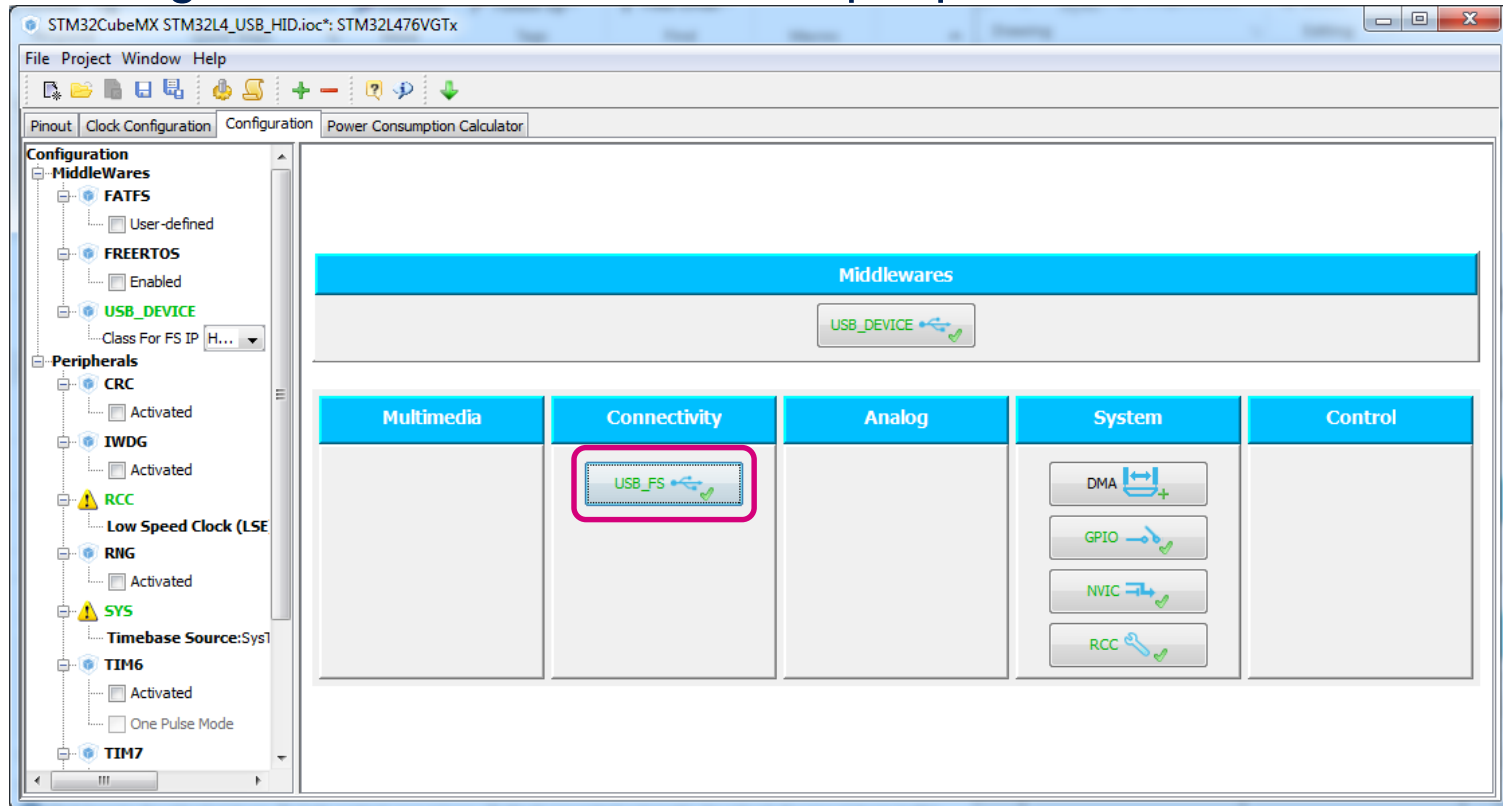 STM32CubeMX STM32L4_USB_HID.ioc*: STM32L476VGTx
File Project Window Help
Pinout Clock Configuration Configuration Power Consumption Calculator
Configuration
MiddleWares
FATFS
User-defined
FREERTOS
Enabled
USB_DEVICE
Class For FS IP H...
Peripherals
CRC
Activated
IWDG
Activated
RCC
Low Speed Clock (LSE
RNG
Activated
SYS
Timebase Source:SysT
TIM6
Activated
One Pulse Mode
TIM7
Middlewares
USB_DEVICE
Multimedia Connectivity Analog System Control
USB_FS
DMA
GPIO
NVIC
RCC